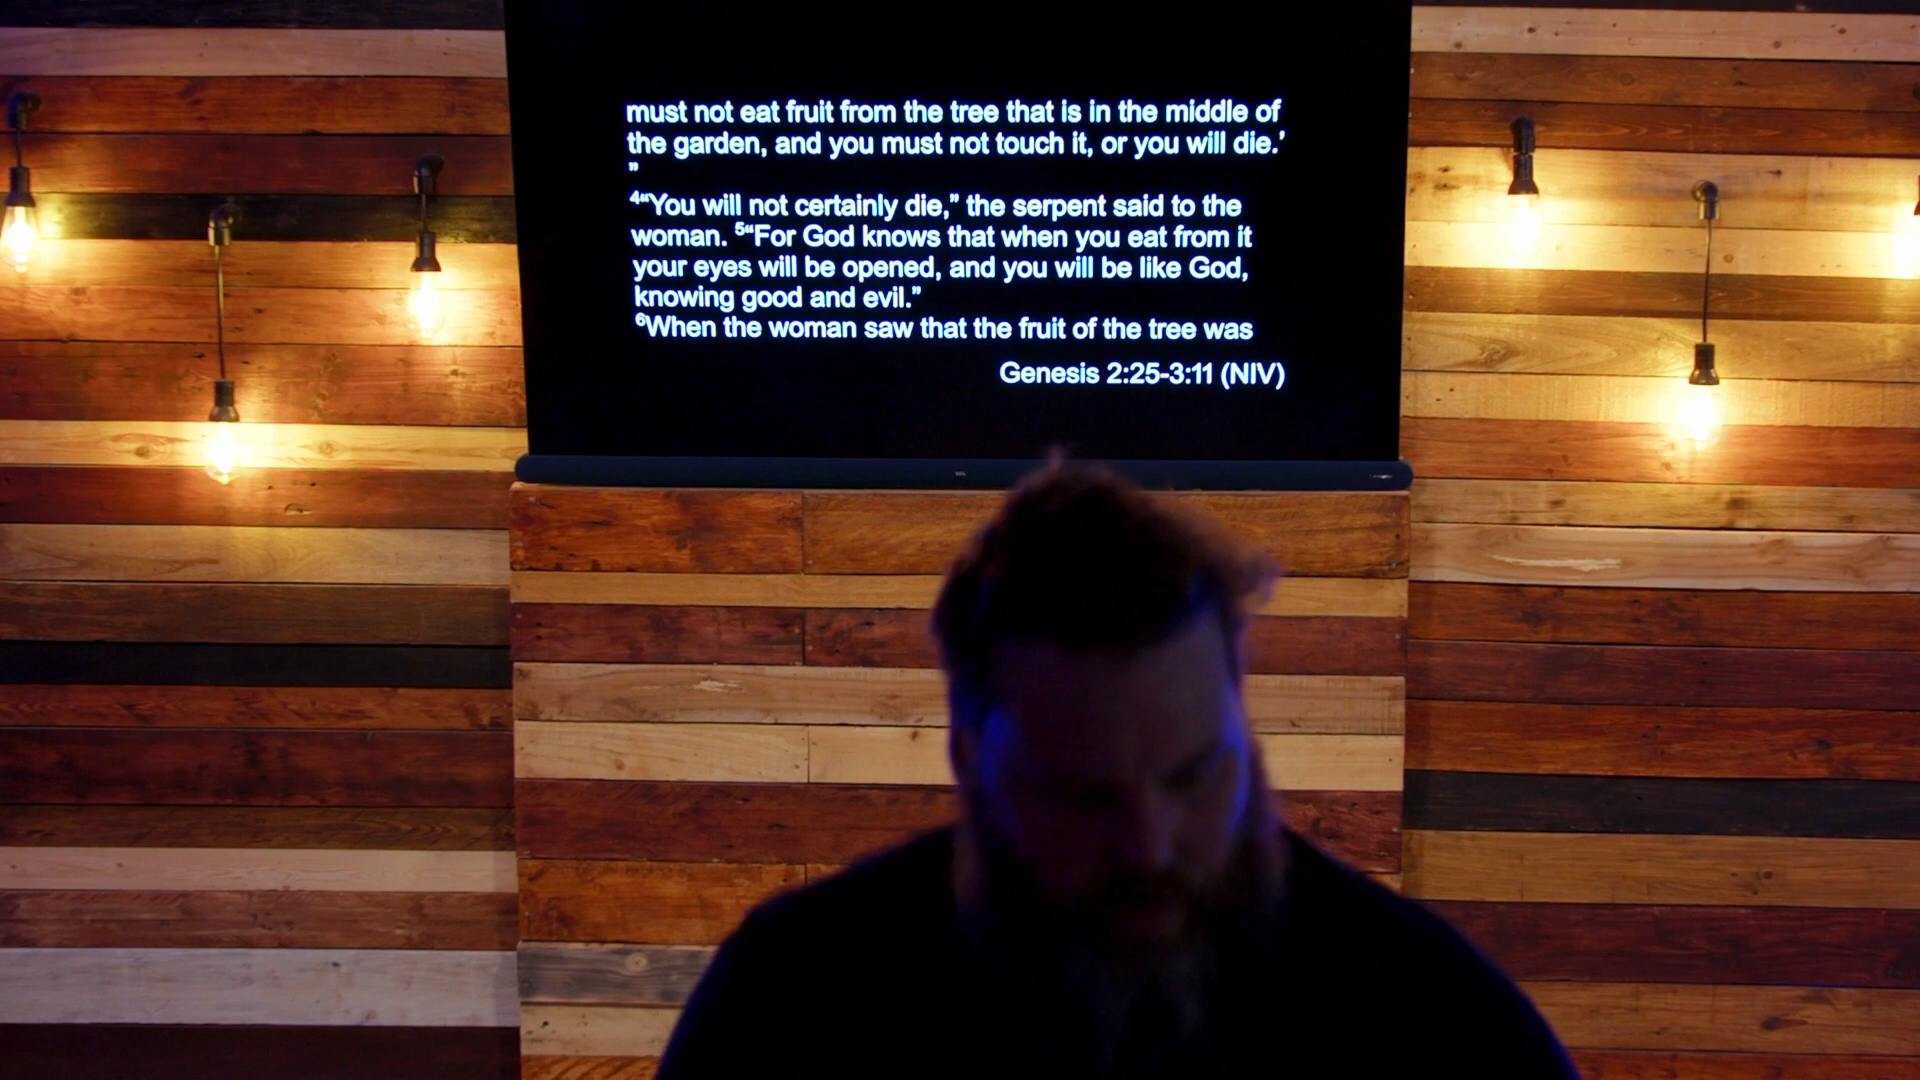 must not eat fruit from the tree that is in the middle of
the garden, and you must not touch it, or you will die.’
”
4“You will not certainly die,” the serpent said to the
woman. 5“For God knows that when you eat from it
your eyes will be opened, and you will be like God,
knowing good and evil.”
6When the woman saw that the fruit of the tree was
Genesis 2:25-3:11 (NIV)